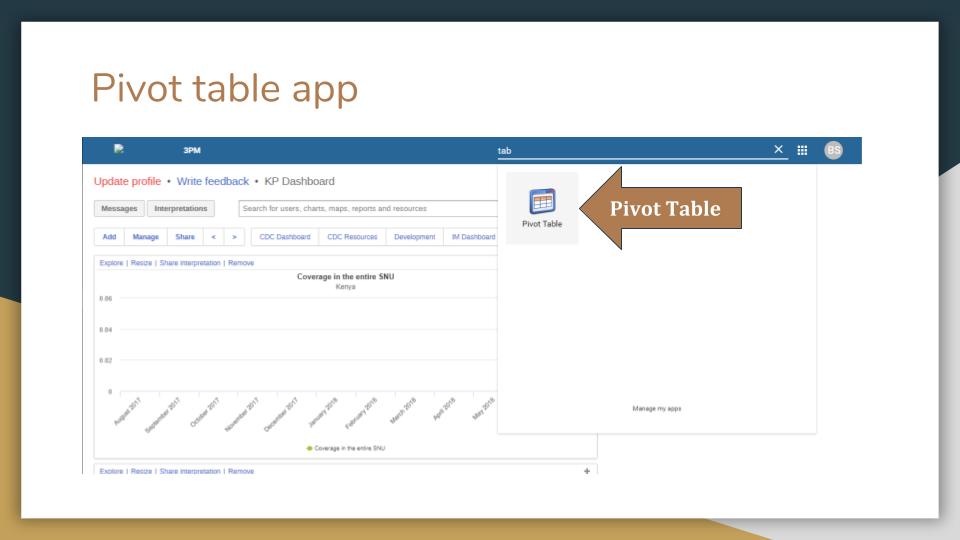 Pivot table app
3PM
tab
BS
Update profile • Write feedback • KP Dashboard
Messages Interpretations Search for users, charts, maps, reports and resources
Pivot Table
Pivot Table
Add Manage Share < > CDC Dashboard CDC Resources Development IM Dashboard
Explore | Resize | Share interpretation | Remove
Coverage in the entire SNU
Kenya
0.06
0.04
0.02
0
August 2017 September 2017 October 2017 November 2017 December 2017 January 2018 February 2018 March 2018 April 2018 May 2018
Manage my apps
Coverage in the entire SNU
Explore | Resize | Share interpretation | Remove +